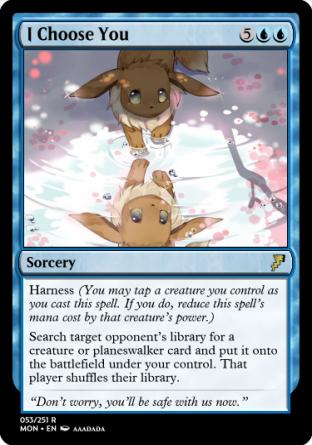 I Choose You 5
Sorcery
Harness (You may tap a creature you control as
you cast this spell. If you do, reduce this spell's
mana cost by that creature's power.)
Search target opponent's library for a
creature or planeswalker card and put it onto
the battlefield under your control. That
player shuffles their library.
"Don't worry, you'll be safe with us now."
053/251 R
MON • EN AAADADA